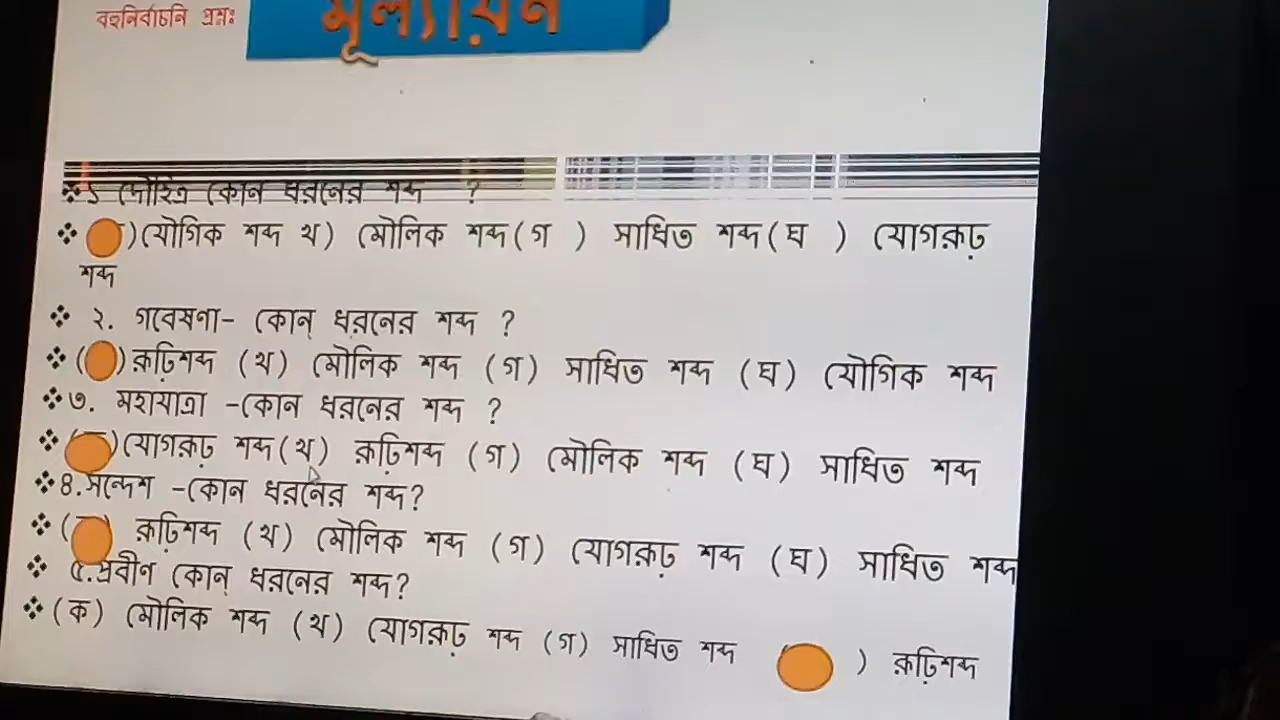 বহুনির্বাচনি প্রশ্নঃ
মূল্যায়ন
১ দৌহিত্র কোন ধরনের শব্দ ?
)যৌগিক শব্দ খ) মৌলিক শব্দ(গ ) সাধিত শব্দ(ঘ ) যোগরূঢ়
শব্দ
২. গবেষণা- কোন্ ধরনের শব্দ ?
( )রূঢ়িশব্দ (খ) মৌলিক শব্দ (গ) সাধিত শব্দ (ঘ) যৌগিক শব্দ
৩. মহাযাত্রা -কোন ধরনের শব্দ ?
( )যোগরূঢ় শব্দ(খ) রূঢ়িশব্দ (গ) মৌলিক শব্দ (ঘ) সাধিত শব্দ
৪.সন্দেশ -কোন ধরনের শব্দ?
( ) রূঢ়িশব্দ (খ) মৌলিক শব্দ (গ) যোগরূঢ় শব্দ (ঘ) সাধিত শব্দ
৫.প্রবীণ কোন্ ধরনের শব্দ?
(ক) মৌলিক শব্দ (খ) যোগরূঢ় শব্দ (গ) সাধিত শব্দ ) রূঢ়িশব্দ